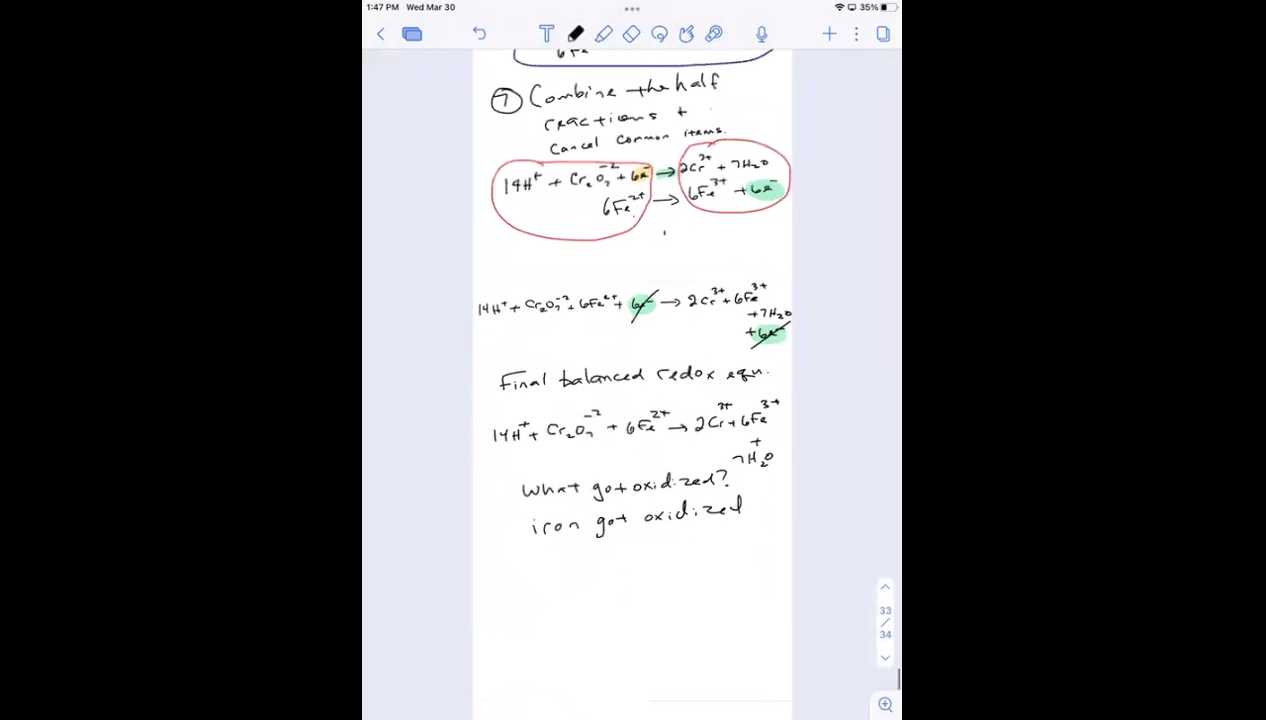 1:47 PM Wed Mar 30
35%
6Fe
⑦ Combine the half
reactions +
cancel common items.
14H⁺ + Cr₂O₇⁻² + 6e⁻ → 2Cr³⁺ + 7H₂O
6Fe²⁺ → 6Fe³⁺ + 6e⁻
14H⁺ + Cr₂O₇⁻² + 6Fe²⁺ + 6e⁻ → 2Cr³⁺ + 6Fe³⁺
+ 7H₂O
+ 6e⁻
Final balanced redox eqn.
14H⁺ + Cr₂O₇⁻² + 6Fe²⁺ → 2Cr³⁺ + 6Fe³⁺
+
7H₂O
What got oxidized?
iron got oxidized
33
/
34